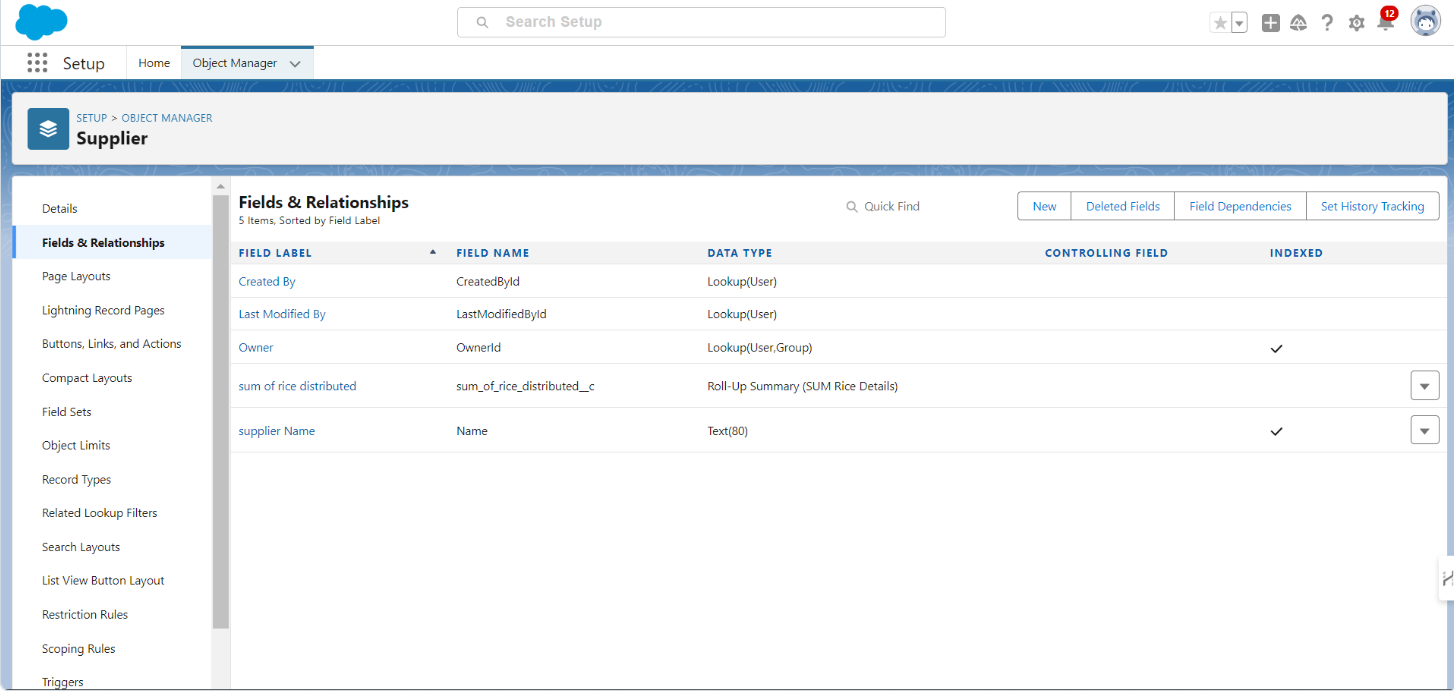 Search Setup
12
Setup
Home
Object Manager
SETUP > OBJECT MANAGER
Supplier
Details
Fields & Relationships
Page Layouts
Lightning Record Pages
Buttons, Links, and Actions
Compact Layouts
Field Sets
Object Limits
Record Types
Related Lookup Filters
Search Layouts
List View Button Layout
Restriction Rules
Scoping Rules
Triggers
Fields & Relationships
5 Items, Sorted by Field Label
Quick Find
New
Deleted Fields
Field Dependencies
Set History Tracking
FIELD LABEL FIELD NAME DATA TYPE CONTROLLING FIELD INDEXED
Created By CreatedById Lookup(User)
Last Modified By LastModifiedById Lookup(User)
Owner OwnerId Lookup(User,Group)
sum of rice distributed sum_of_rice_distributed__c Roll-Up Summary (SUM Rice Details)
supplier Name Name Text(80)